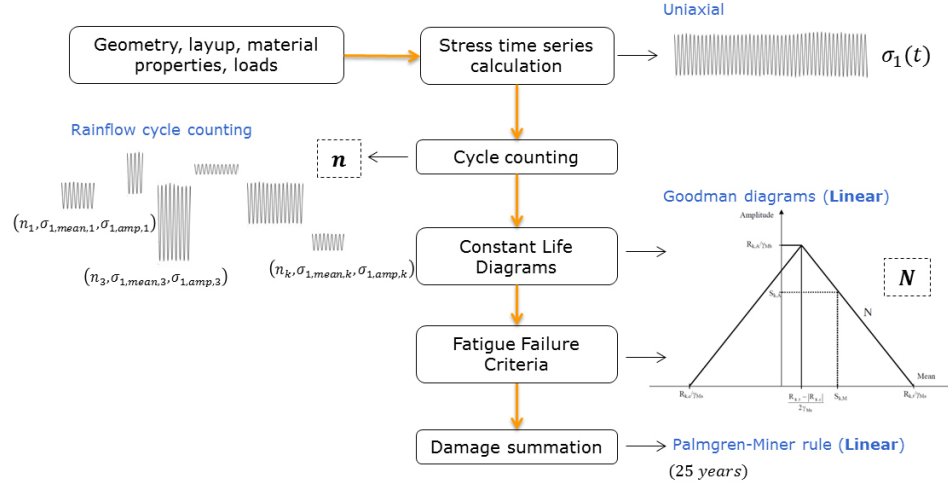 Uniaxial
Geometry, layup, material
properties, loads
Stress time series
calculation
σ₁(t)
Rainflow cycle counting
n
Cycle counting
(n₁,σ₁,mean,₁,σ₁,amp,₁)
(n₃,σ₁,mean,₃,σ₁,amp,₃)
(nₖ,σ₁,mean,ₖ,σ₁,amp,ₖ)
Constant Life
Diagrams
Goodman diagrams (Linear)
Amplitude
N
S_{k,A}
N
Mean
S_{k,M}
Fatigue Failure
Criteria
Damage summation
Palmgren-Miner rule (Linear)
(25 years)